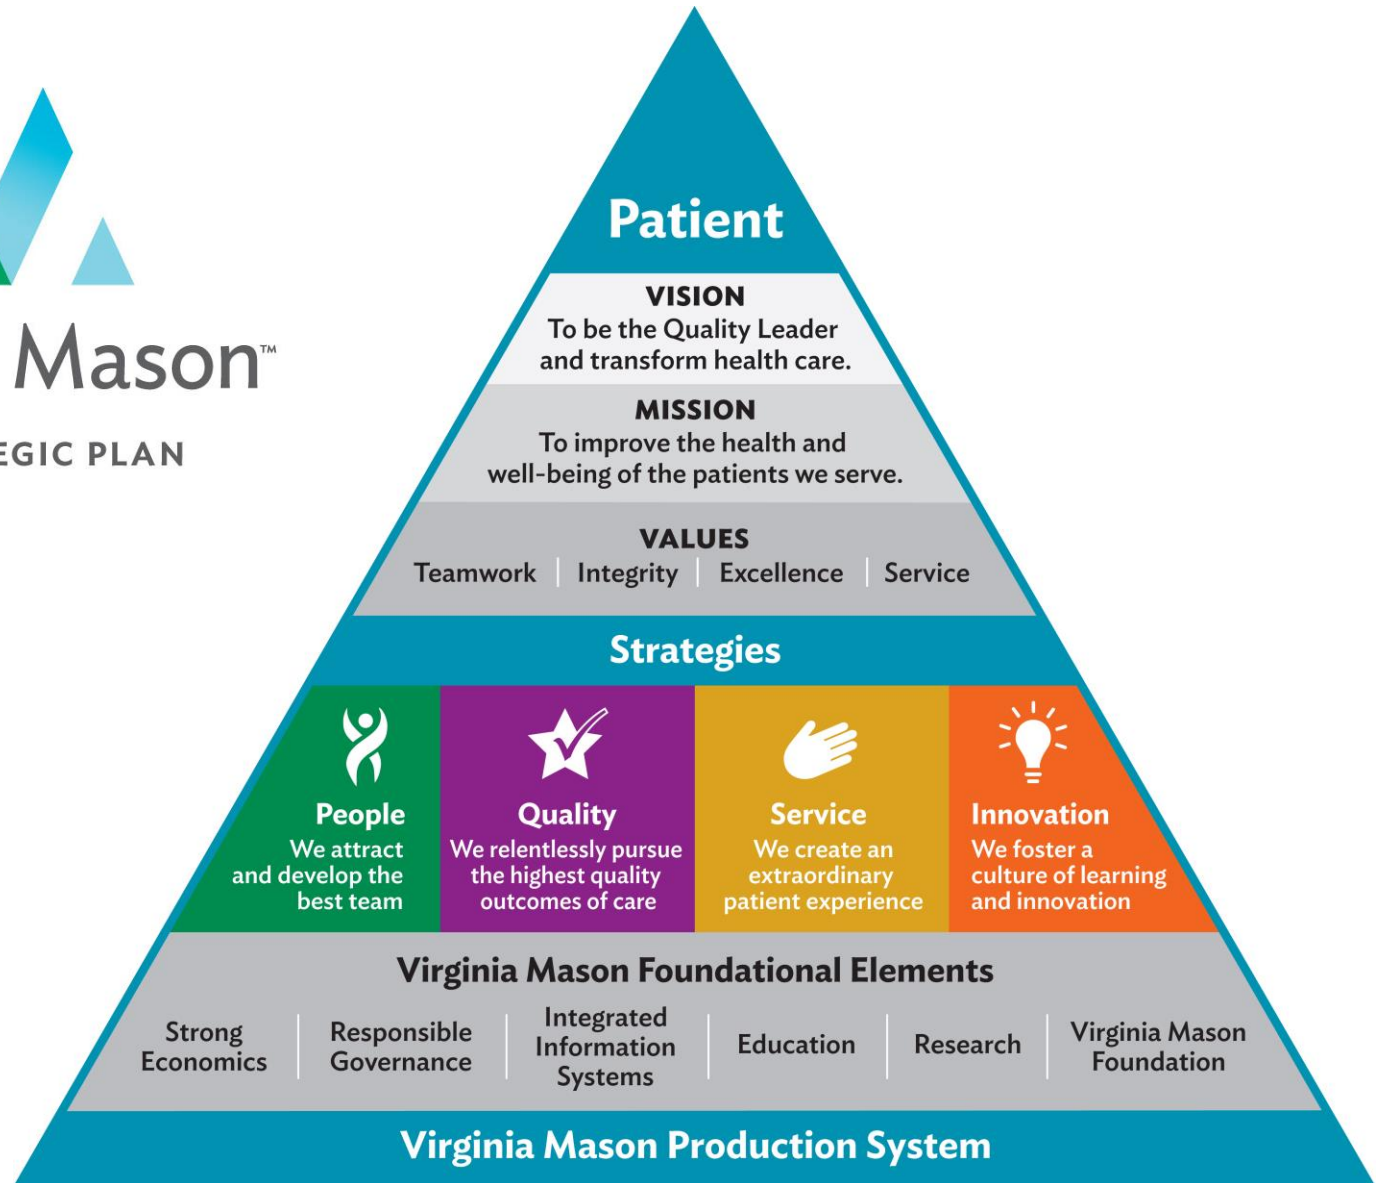 Mason™
EGIC PLAN
Patient
VISION
To be the Quality Leader
and transform health care.
MISSION
To improve the health and
well-being of the patients we serve.
VALUES
Teamwork Integrity Excellence Service
Strategies
People
We attract
and develop the
best team
Quality
We relentlessly pursue
the highest quality
outcomes of care
Service
We create an
extraordinary
patient experience
Innovation
We foster a
culture of learning
and innovation
Virginia Mason Foundational Elements
Strong
Economics
Responsible
Governance
Integrated
Information
Systems
Education
Research
Virginia Mason
Foundation
Virginia Mason Production System